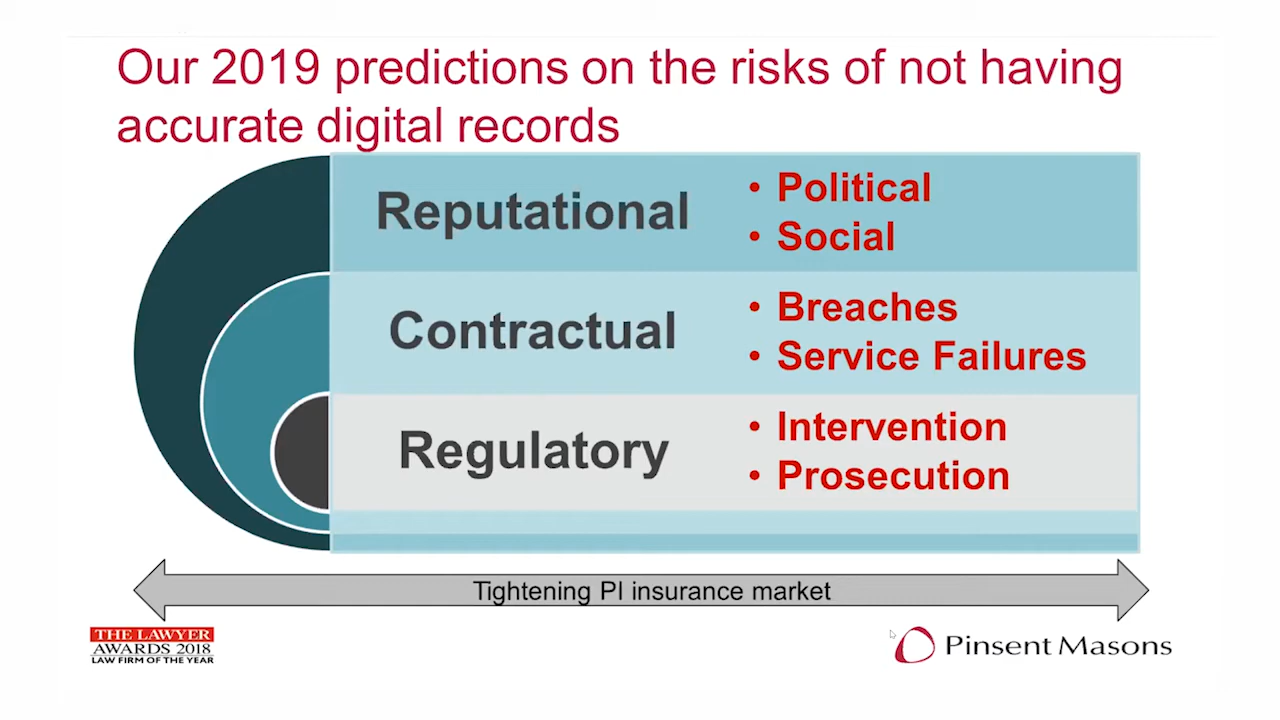 Our 2019 predictions on the risks of not having
accurate digital records
Reputational
• Political
• Social
Contractual
• Breaches
• Service Failures
Regulatory
• Intervention
• Prosecution
Tightening PI insurance market
THE LAWYER
AWARDS 2018
LAW FIRM OF THE YEAR
Pinsent Masons